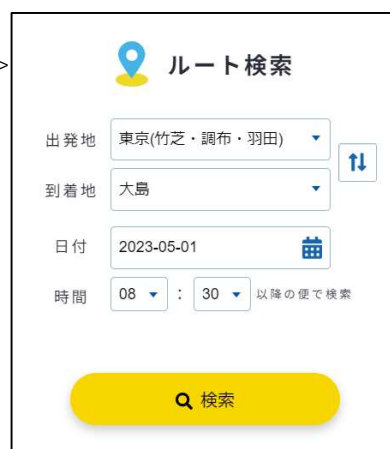 >
ルート検索
出発地 東京(竹芝・調布・羽田)
到着地 大島
日付 2023-05-01
時間 08 : 30 以降の便で検索
検索